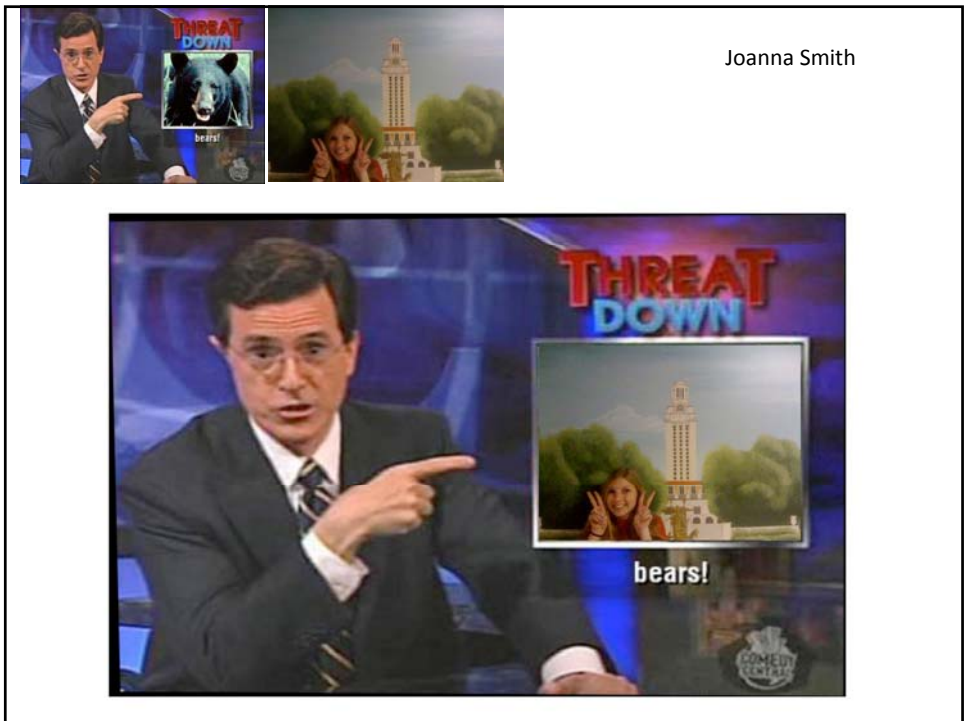 THREAT
DOWN
bears!
Joanna Smith
THREAT
DOWN
bears!
COMEDY
CENTRAL